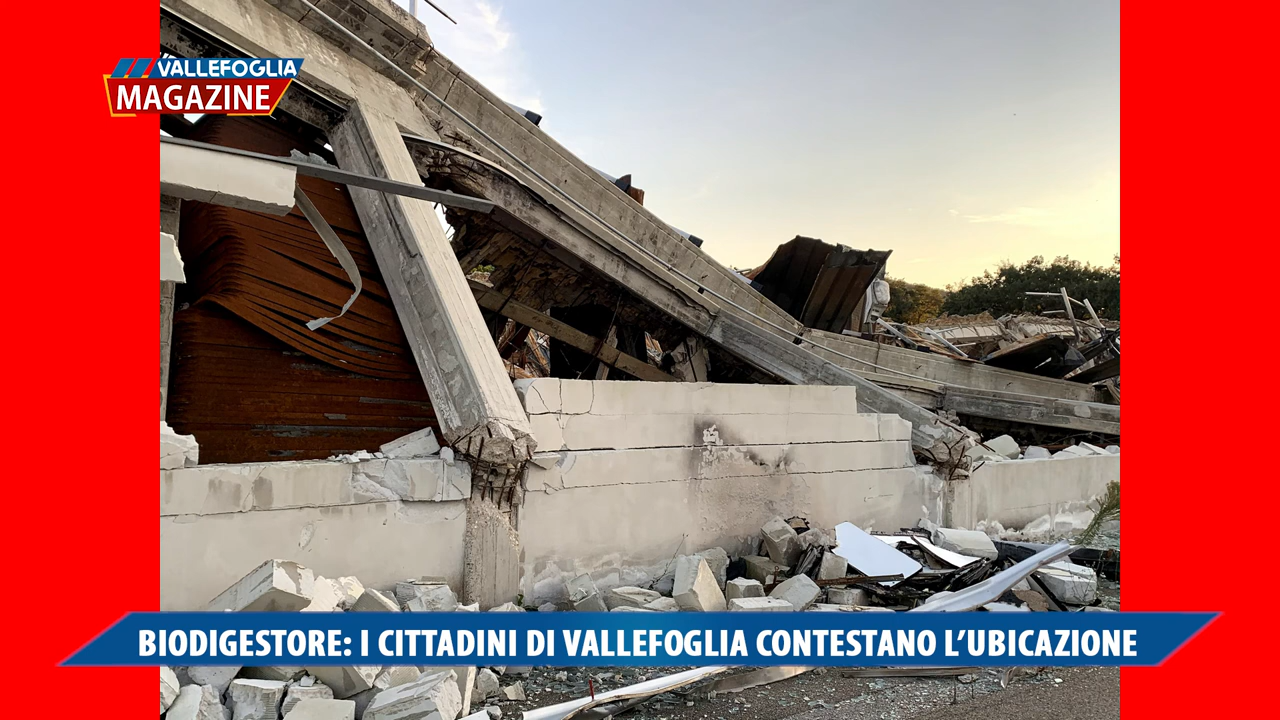 VALLEFOGLIA
MAGAZINE
BIODIGESTORE: I CITTADINI DI VALLEFOGLIA CONTESTANO L'UBICAZIONE